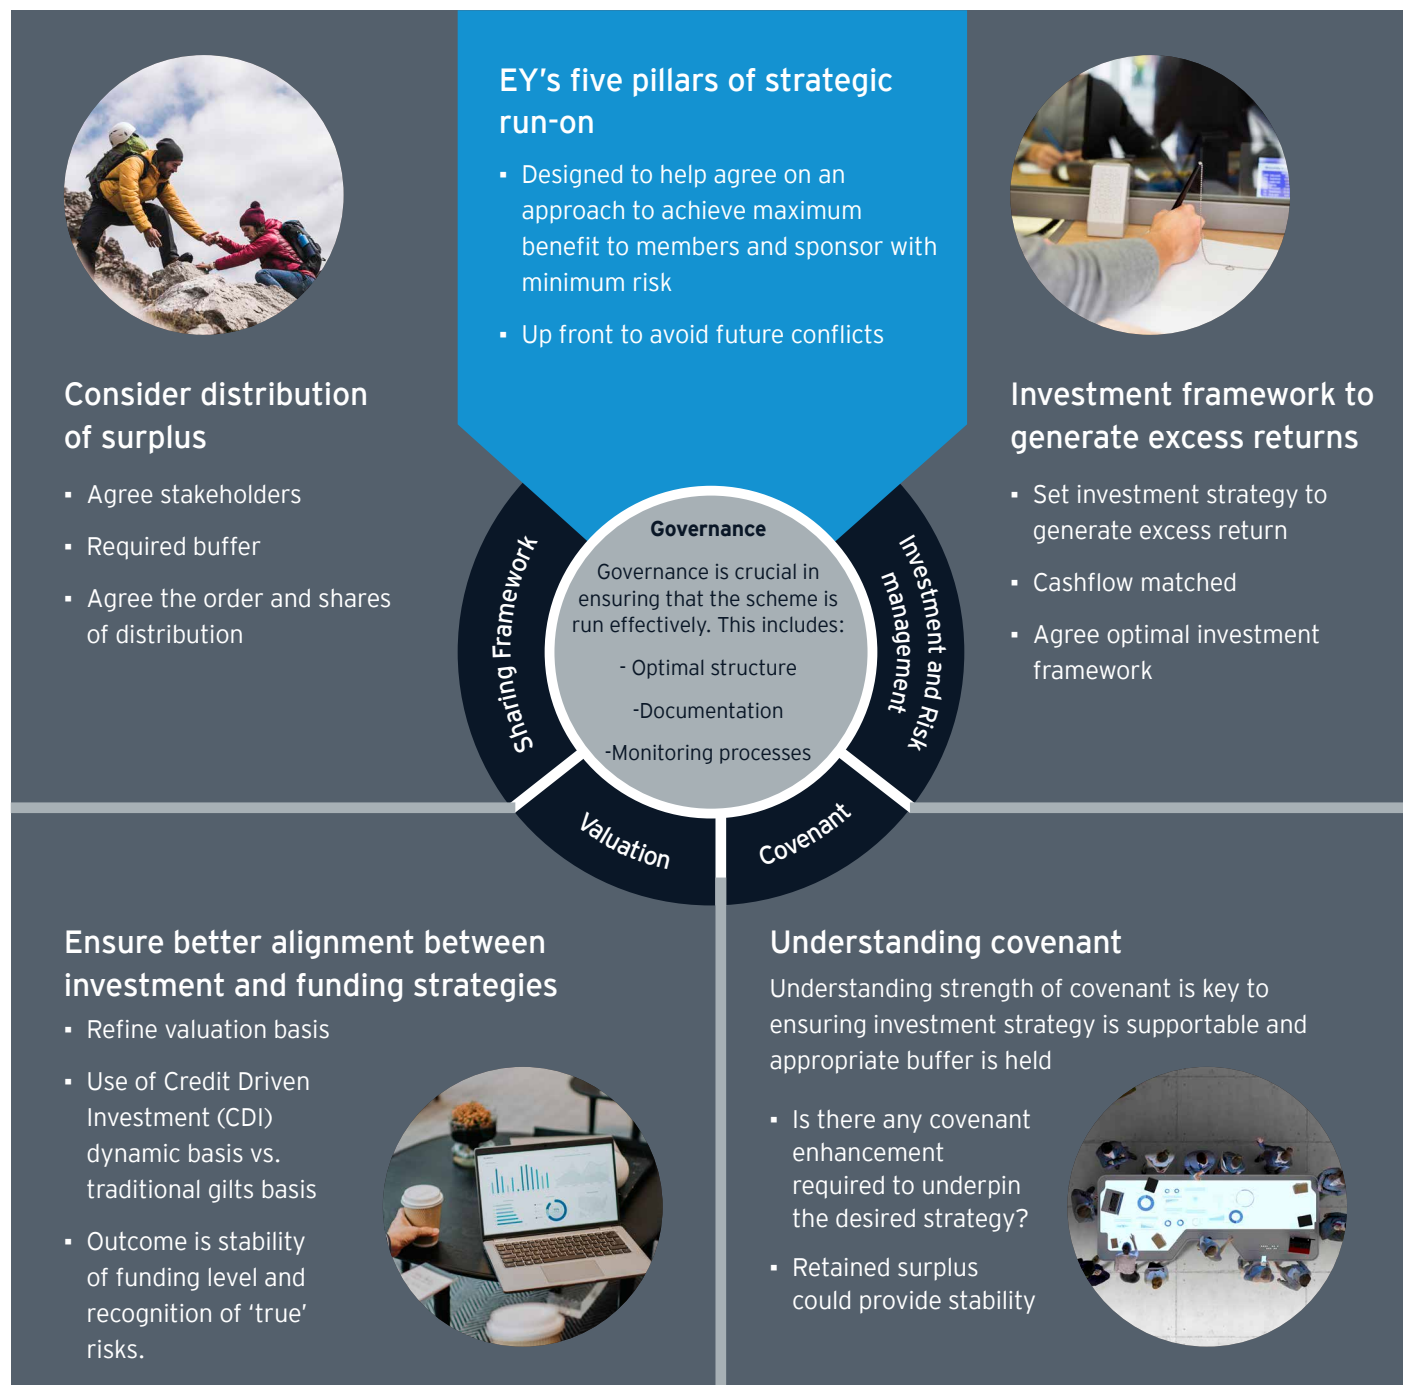 EY's five pillars of strategic
run-on
▪ Designed to help agree on an
approach to achieve maximum
benefit to members and sponsor with
minimum risk
▪ Up front to avoid future conflicts
Consider distribution
of surplus
▪ Agree stakeholders
▪ Required buffer
▪ Agree the order and shares
of distribution
Investment framework to
generate excess returns
▪ Set investment strategy to
generate excess return
▪ Cashflow matched
▪ Agree optimal investment
framework
Sharing Framework
Governance
Governance is crucial in
ensuring that the scheme is
run effectively. This includes:
- Optimal structure
-Documentation
-Monitoring processes
Investment and Risk
management
Valuation
Covenant
Ensure better alignment between
investment and funding strategies
▪ Refine valuation basis
▪ Use of Credit Driven
Investment (CDI)
dynamic basis vs.
traditional gilts basis
▪ Outcome is stability
of funding level and
recognition of ‘true’
risks.
Understanding covenant
Understanding strength of covenant is key to
ensuring investment strategy is supportable and
appropriate buffer is held
▪ Is there any covenant
enhancement
required to underpin
the desired strategy?
▪ Retained surplus
could provide stability